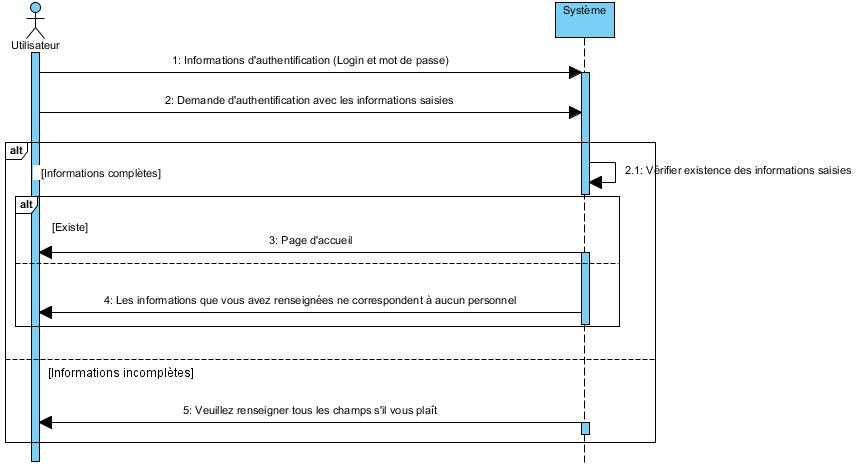 Système
Utilisateur
1: Informations d'authentification (Login et mot de passe)
2: Demande d'authentification avec les informations saisies
alt
[Informations complètes]
2.1: Vérifier existence des informations saisies
alt
[Existe]
3: Page d'accueil
4: Les informations que vous avez renseignées ne correspondent à aucun personnel
[Informations incomplètes]
5: Veuillez renseigner tous les champs s'il vous plaît